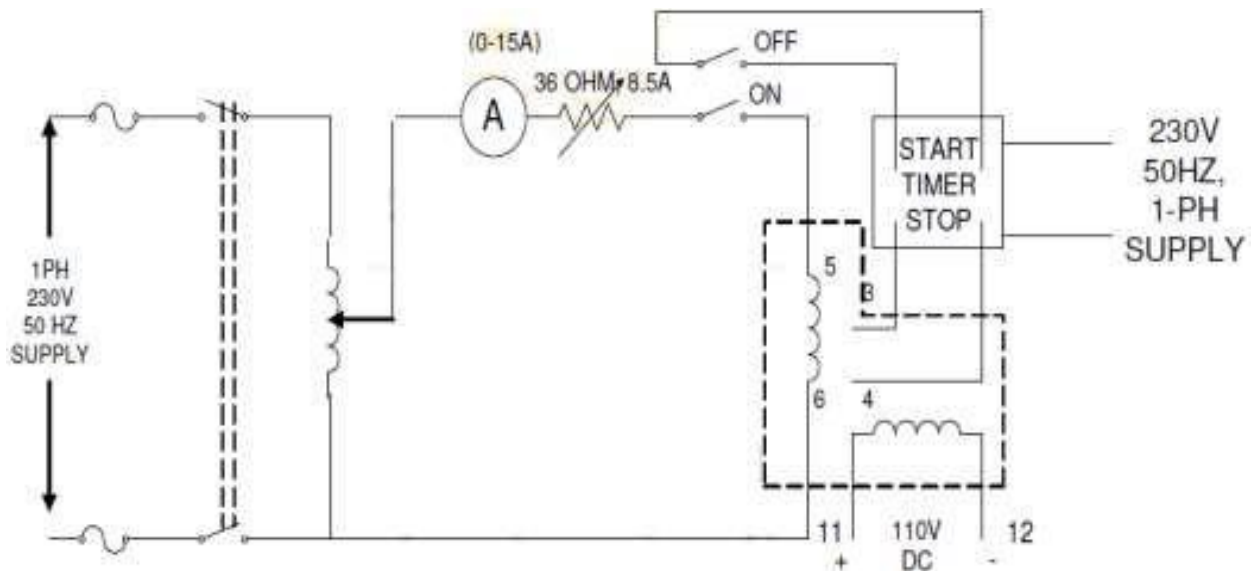 (0-15A)
OFF
36 OHM, 8.5A
ON
A
START
TIMER
STOP
230V
50HZ,
1-PH
SUPPLY
1PH
230V
50 HZ
SUPPLY
5
3
6
4
11
110V
DC
12
+
-